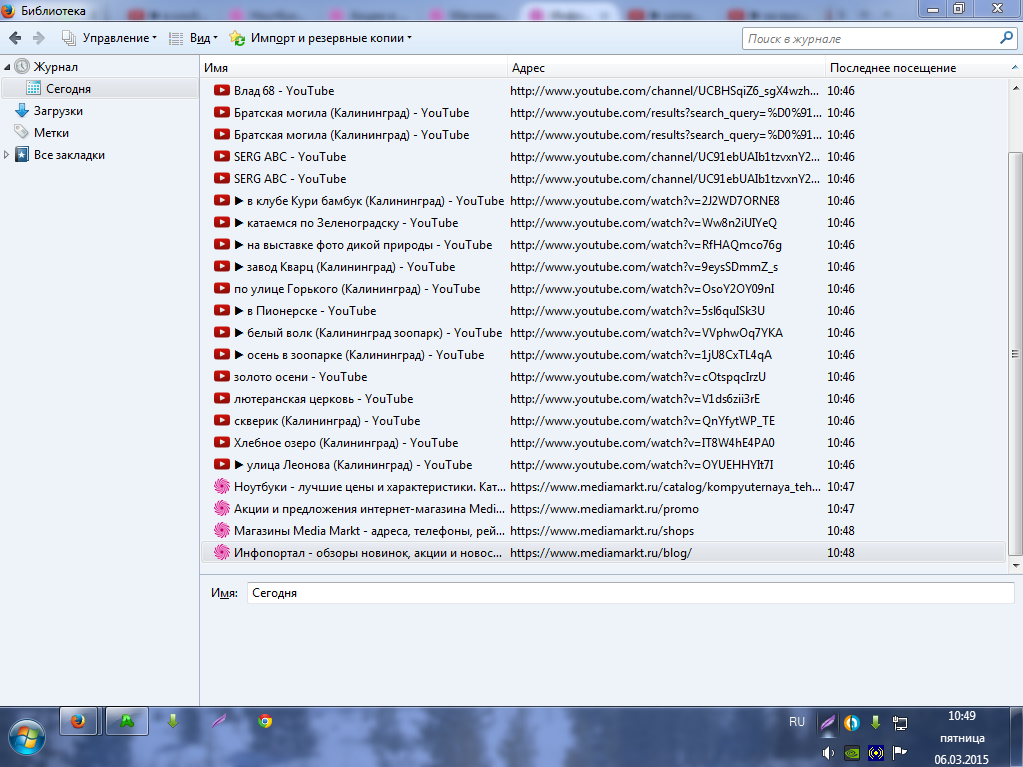 Библиотека
Управление Вид Импорт и резервные копии Поиск в журнале
Журнал
Сегодня
Загрузки
Метки
Все закладки
Имя Адрес Последнее посещение
Влад 68 - YouTube http://www.youtube.com/channel/UCBHSqiZ6_sgX4wzh... 10:46
Братская могила (Калининград) - YouTube http://www.youtube.com/results?search_query=%D0%91... 10:46
Братская могила (Калининград) - YouTube http://www.youtube.com/results?search_query=%D0%91... 10:46
SERG ABC - YouTube http://www.youtube.com/channel/UC91ebUAIb1tzvxnY2... 10:46
SERG ABC - YouTube http://www.youtube.com/channel/UC91ebUAIb1tzvxnY2... 10:46
▶ в клубе Кури бамбук (Калининград) - YouTube http://www.youtube.com/watch?v=2J2WD7ORNE8 10:46
▶ катаемся по Зеленоградску - YouTube http://www.youtube.com/watch?v=Ww8n2iUIYeQ 10:46
▶ на выставке фото дикой природы - YouTube http://www.youtube.com/watch?v=RfHAQmco76g 10:46
▶ завод Кварц (Калининград) - YouTube http://www.youtube.com/watch?v=9eysSDmmZ_s 10:46
по улице Горького (Калининград) - YouTube http://www.youtube.com/watch?v=OsoY2OY09nI 10:46
▶ в Пионерске - YouTube http://www.youtube.com/watch?v=5sl6quISk3U 10:46
▶ белый волк (Калининград зоопарк) - YouTube http://www.youtube.com/watch?v=VVphwOq7YKA 10:46
▶ осень в зоопарке (Калининград) - YouTube http://www.youtube.com/watch?v=1jU8CxTL4qA 10:46
золото осени - YouTube http://www.youtube.com/watch?v=cOtspqcIrzU 10:46
лютеранская церковь - YouTube http://www.youtube.com/watch?v=V1ds6zii3rE 10:46
скверик (Калининград) - YouTube http://www.youtube.com/watch?v=QnYfytWP_TE 10:46
Хлебное озеро (Калининград) - YouTube http://www.youtube.com/watch?v=IT8W4hE4PA0 10:46
▶ улица Леонова (Калининград) - YouTube http://www.youtube.com/watch?v=OYUEHHYIt7I 10:46
Ноутбуки - лучшие цены и характеристики. Кат... https://www.mediamarkt.ru/catalog/kompyuternaya_teh... 10:47
Акции и предложения интернет-магазина Medi... https://www.mediamarkt.ru/promo 10:47
Магазины Media Markt - адреса, телефоны, рей... https://www.mediamarkt.ru/shops 10:48
Инфопортал - обзоры новинок, акции и новос... https://www.mediamarkt.ru/blog/ 10:48
Имя: Сегодня
RU 10:49
пятница
06.03.2015